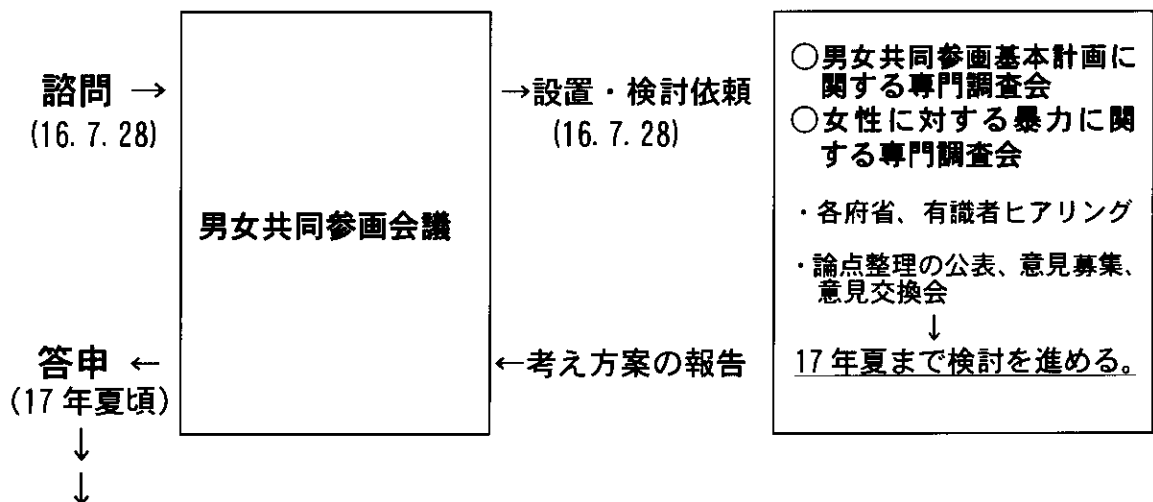 諮問 →
(16. 7. 28)
男女共同参画会議
答申 ←
(17 年夏頃)
↓
↓
→設置・検討依頼
(16. 7. 28)
←考え方案の報告
○男女共同参画基本計画に
関する専門調査会
○女性に対する暴力に関
する専門調査会
・各府省、有識者ヒアリング
・論点整理の公表、意見募集、
意見交換会
↓
17 年夏まで検討を進める。